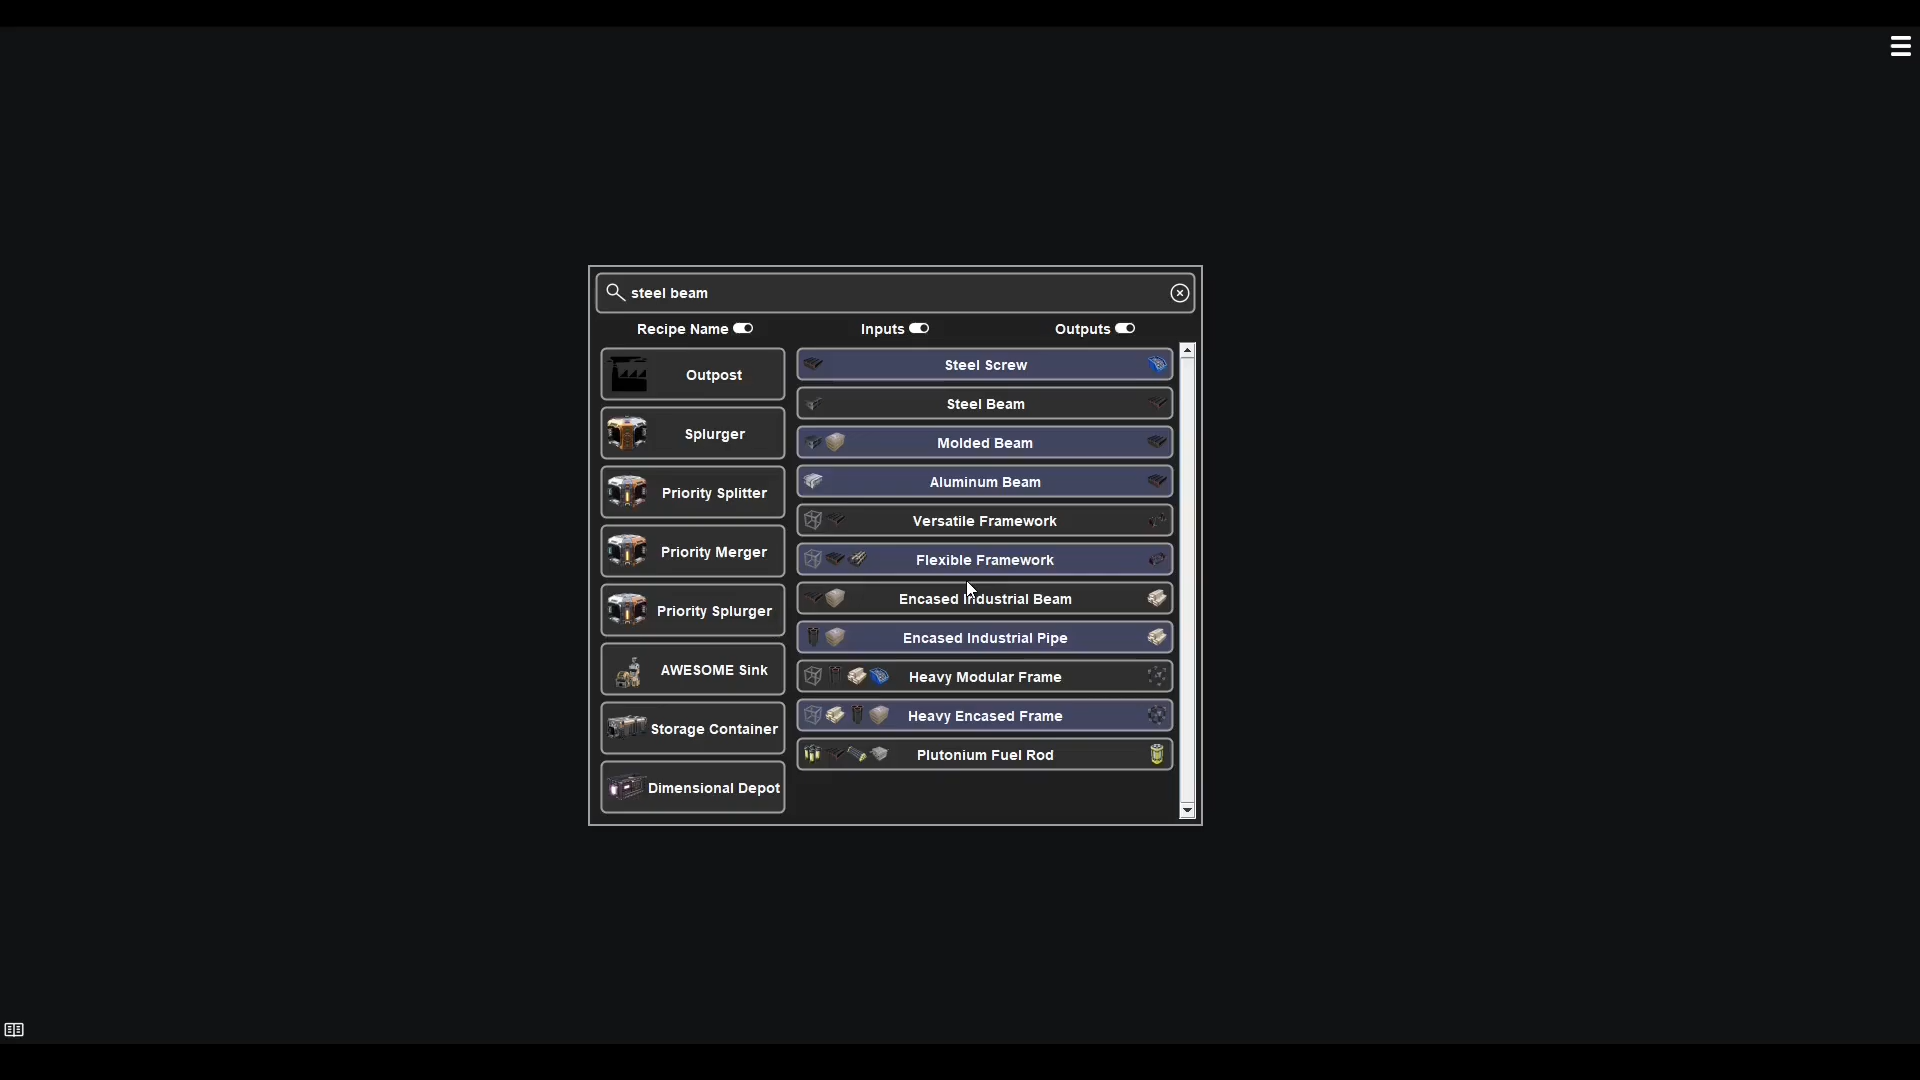 steel beam
Recipe Name Inputs Outputs
Outpost
Splurger
Priority Splitter
Priority Merger
Priority Splurger
AWESOME Sink
Storage Container
Dimensional Depot
Steel Screw
Steel Beam
Molded Beam
Aluminum Beam
Versatile Framework
Flexible Framework
Encased Industrial Beam
Encased Industrial Pipe
Heavy Modular Frame
Heavy Encased Frame
Plutonium Fuel Rod